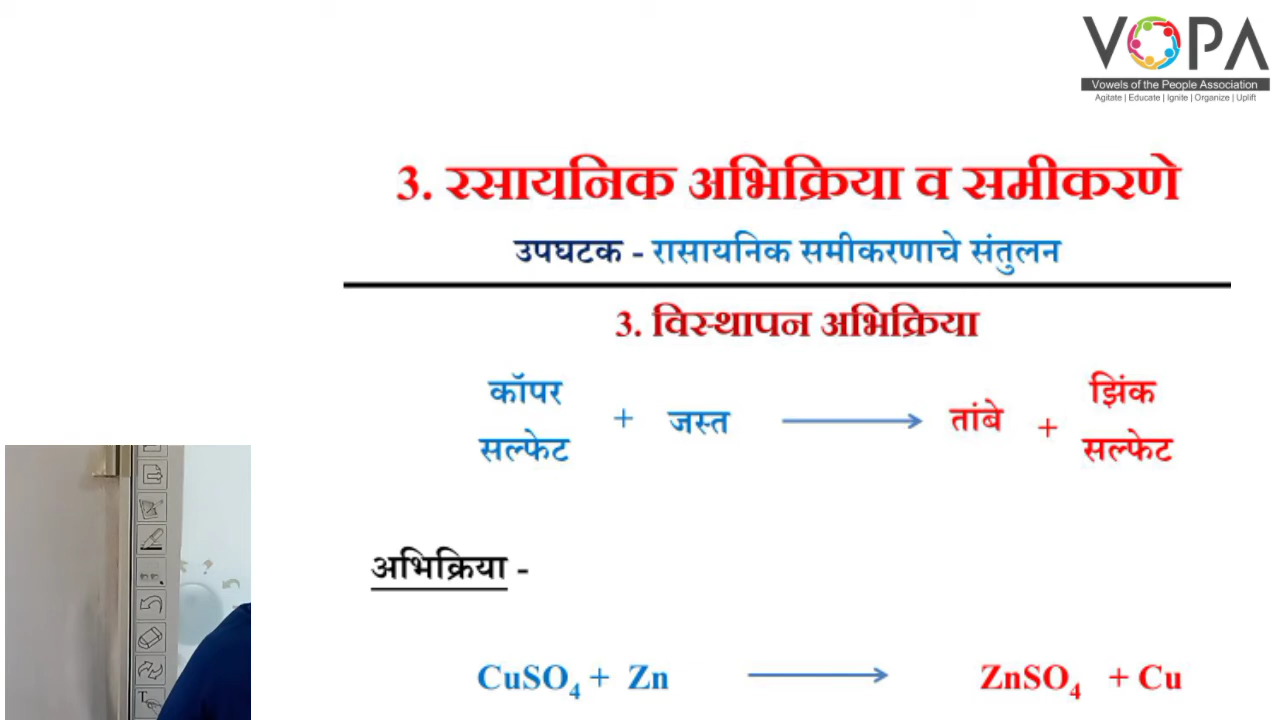 VOPA
Vowels of the People Association
Agitate | Educate | Ignite | Organize | Uplift
3. रसायनिक अभिक्रिया व समीकरणे
उपघटक - रासायनिक समीकरणाचे संतुलन
3. विस्थापन अभिक्रिया
कॉपर सल्फेट + जस्त ⟶ तांबे + झिंक सल्फेट
अभिक्रिया -
CuSO₄ + Zn ⟶ ZnSO₄ + Cu